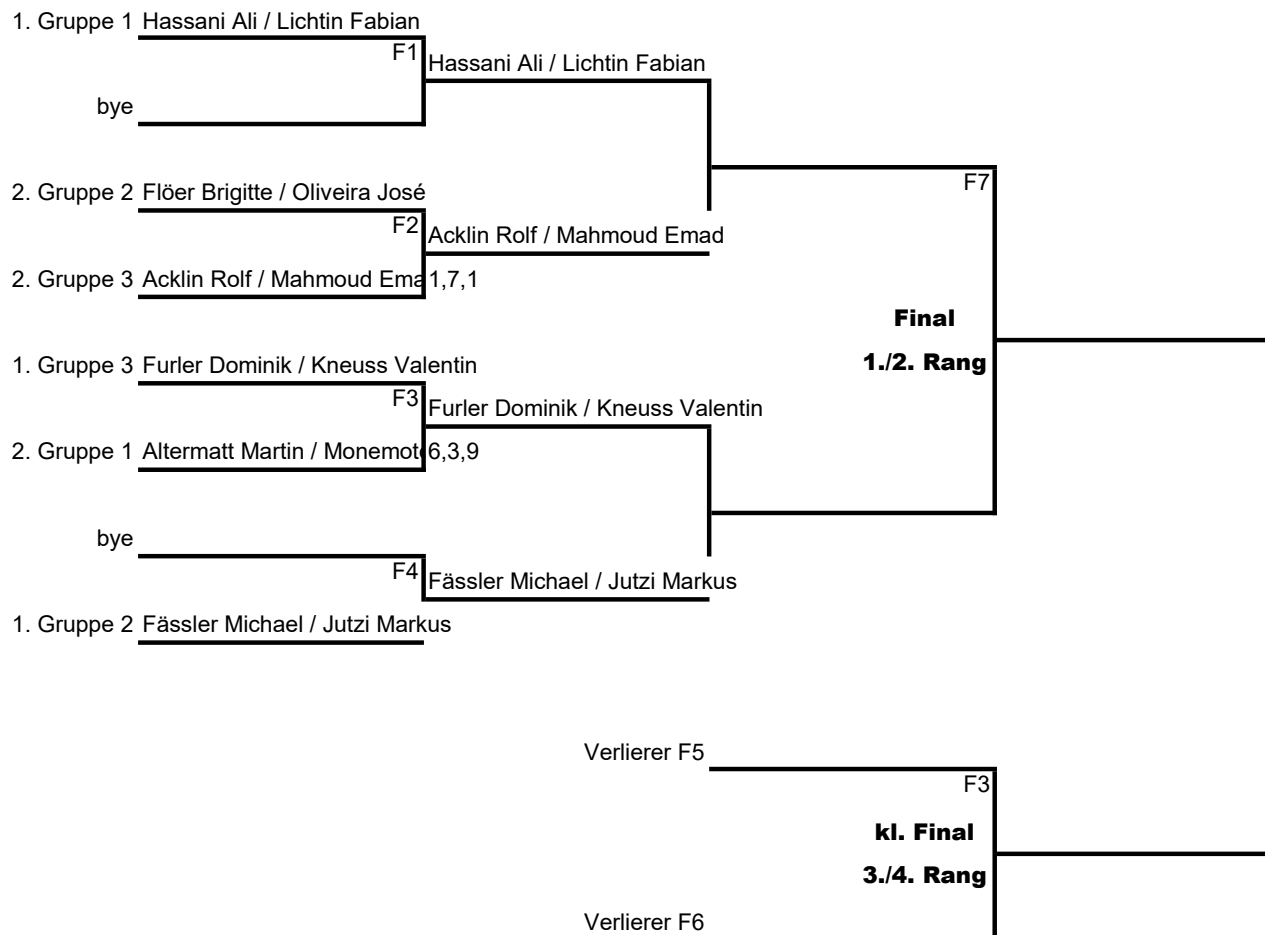 1. Gruppe 1 Hassani Ali / Lichtin Fabian
F1
Hassani Ali / Lichtin Fabian
bye
F7
2. Gruppe 2 Flöer Brigitte / Oliveira José
F2
Acklin Rolf / Mahmoud Emad
2. Gruppe 3 Acklin Rolf / Mahmoud Ema 1,7,1
Final
1./2. Rang
1. Gruppe 3 Furler Dominik / Kneuss Valentin
F3
Furler Dominik / Kneuss Valentin
2. Gruppe 1 Altermatt Martin / Monemot 6,3,9
bye
F4
Fässler Michael / Jutzi Markus
1. Gruppe 2 Fässler Michael / Jutzi Markus
Verlierer F5
F3
kl. Final
3./4. Rang
Verlierer F6